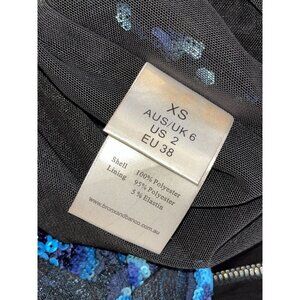 XS
AUS/UK 6
US 2
EU 38
Shell 100% Polyester
Lining 95% Polyester
5 % Elastin
www.bronxandbanco.com.au